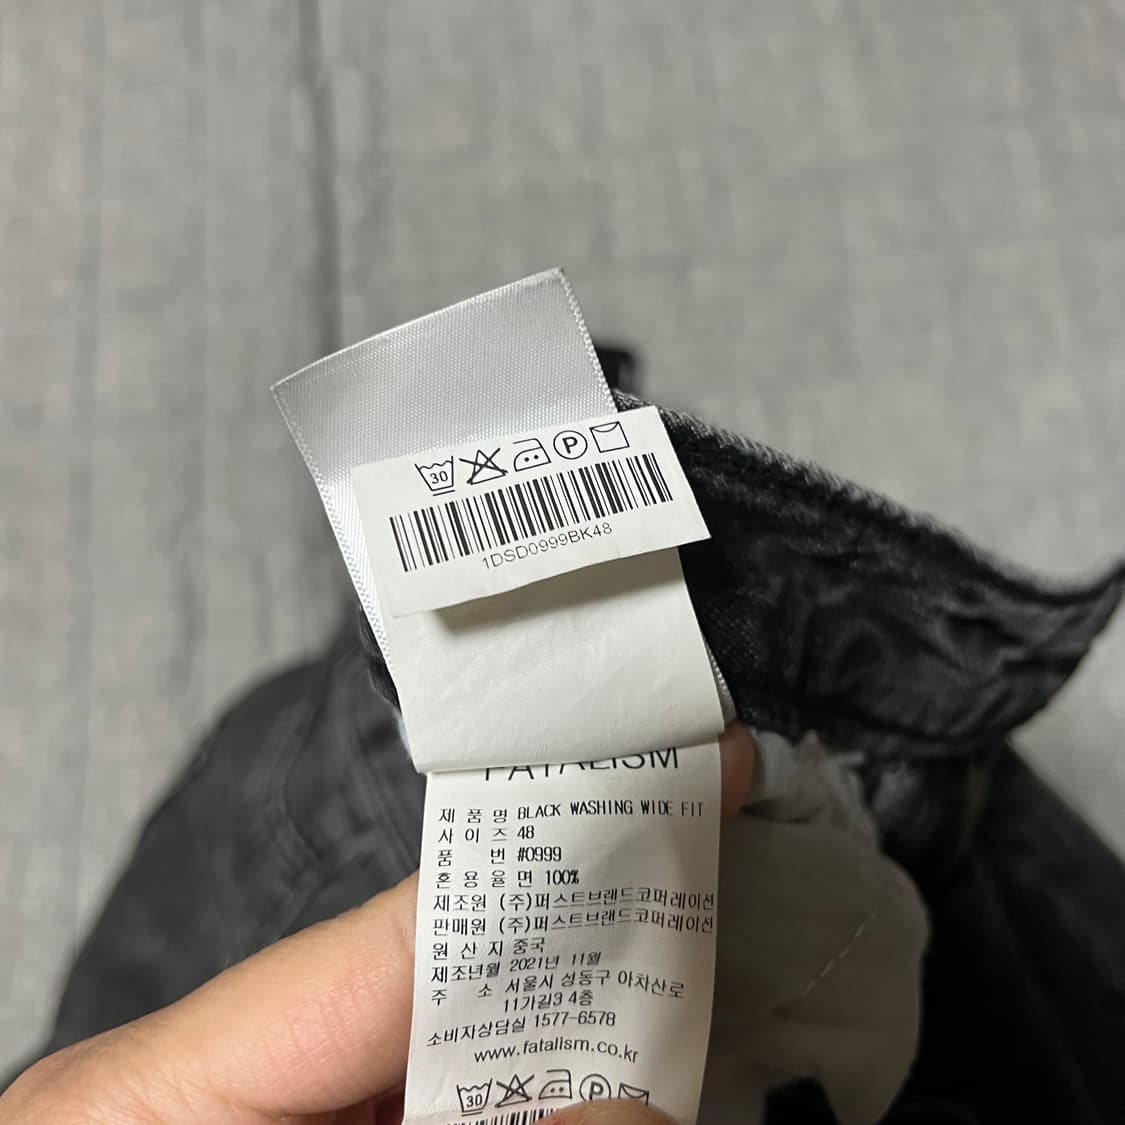 30
P
1DSD0999BK48
FATALISM
제 품 명 BLACK WASHING WIDE FIT
사 이 즈 48
품 번 #0999
혼 용 율 면 100%
제조원 (주)퍼스트브랜드코퍼레이션
판매원 (주)퍼스트브랜드코퍼레이션
원 산 지 중국
제조년월 2021년 11월
주 소 서울시 성동구 아차산로
11가길3 4층
소비자상담실 1577-6578
www.fatalism.co.kr
30
P